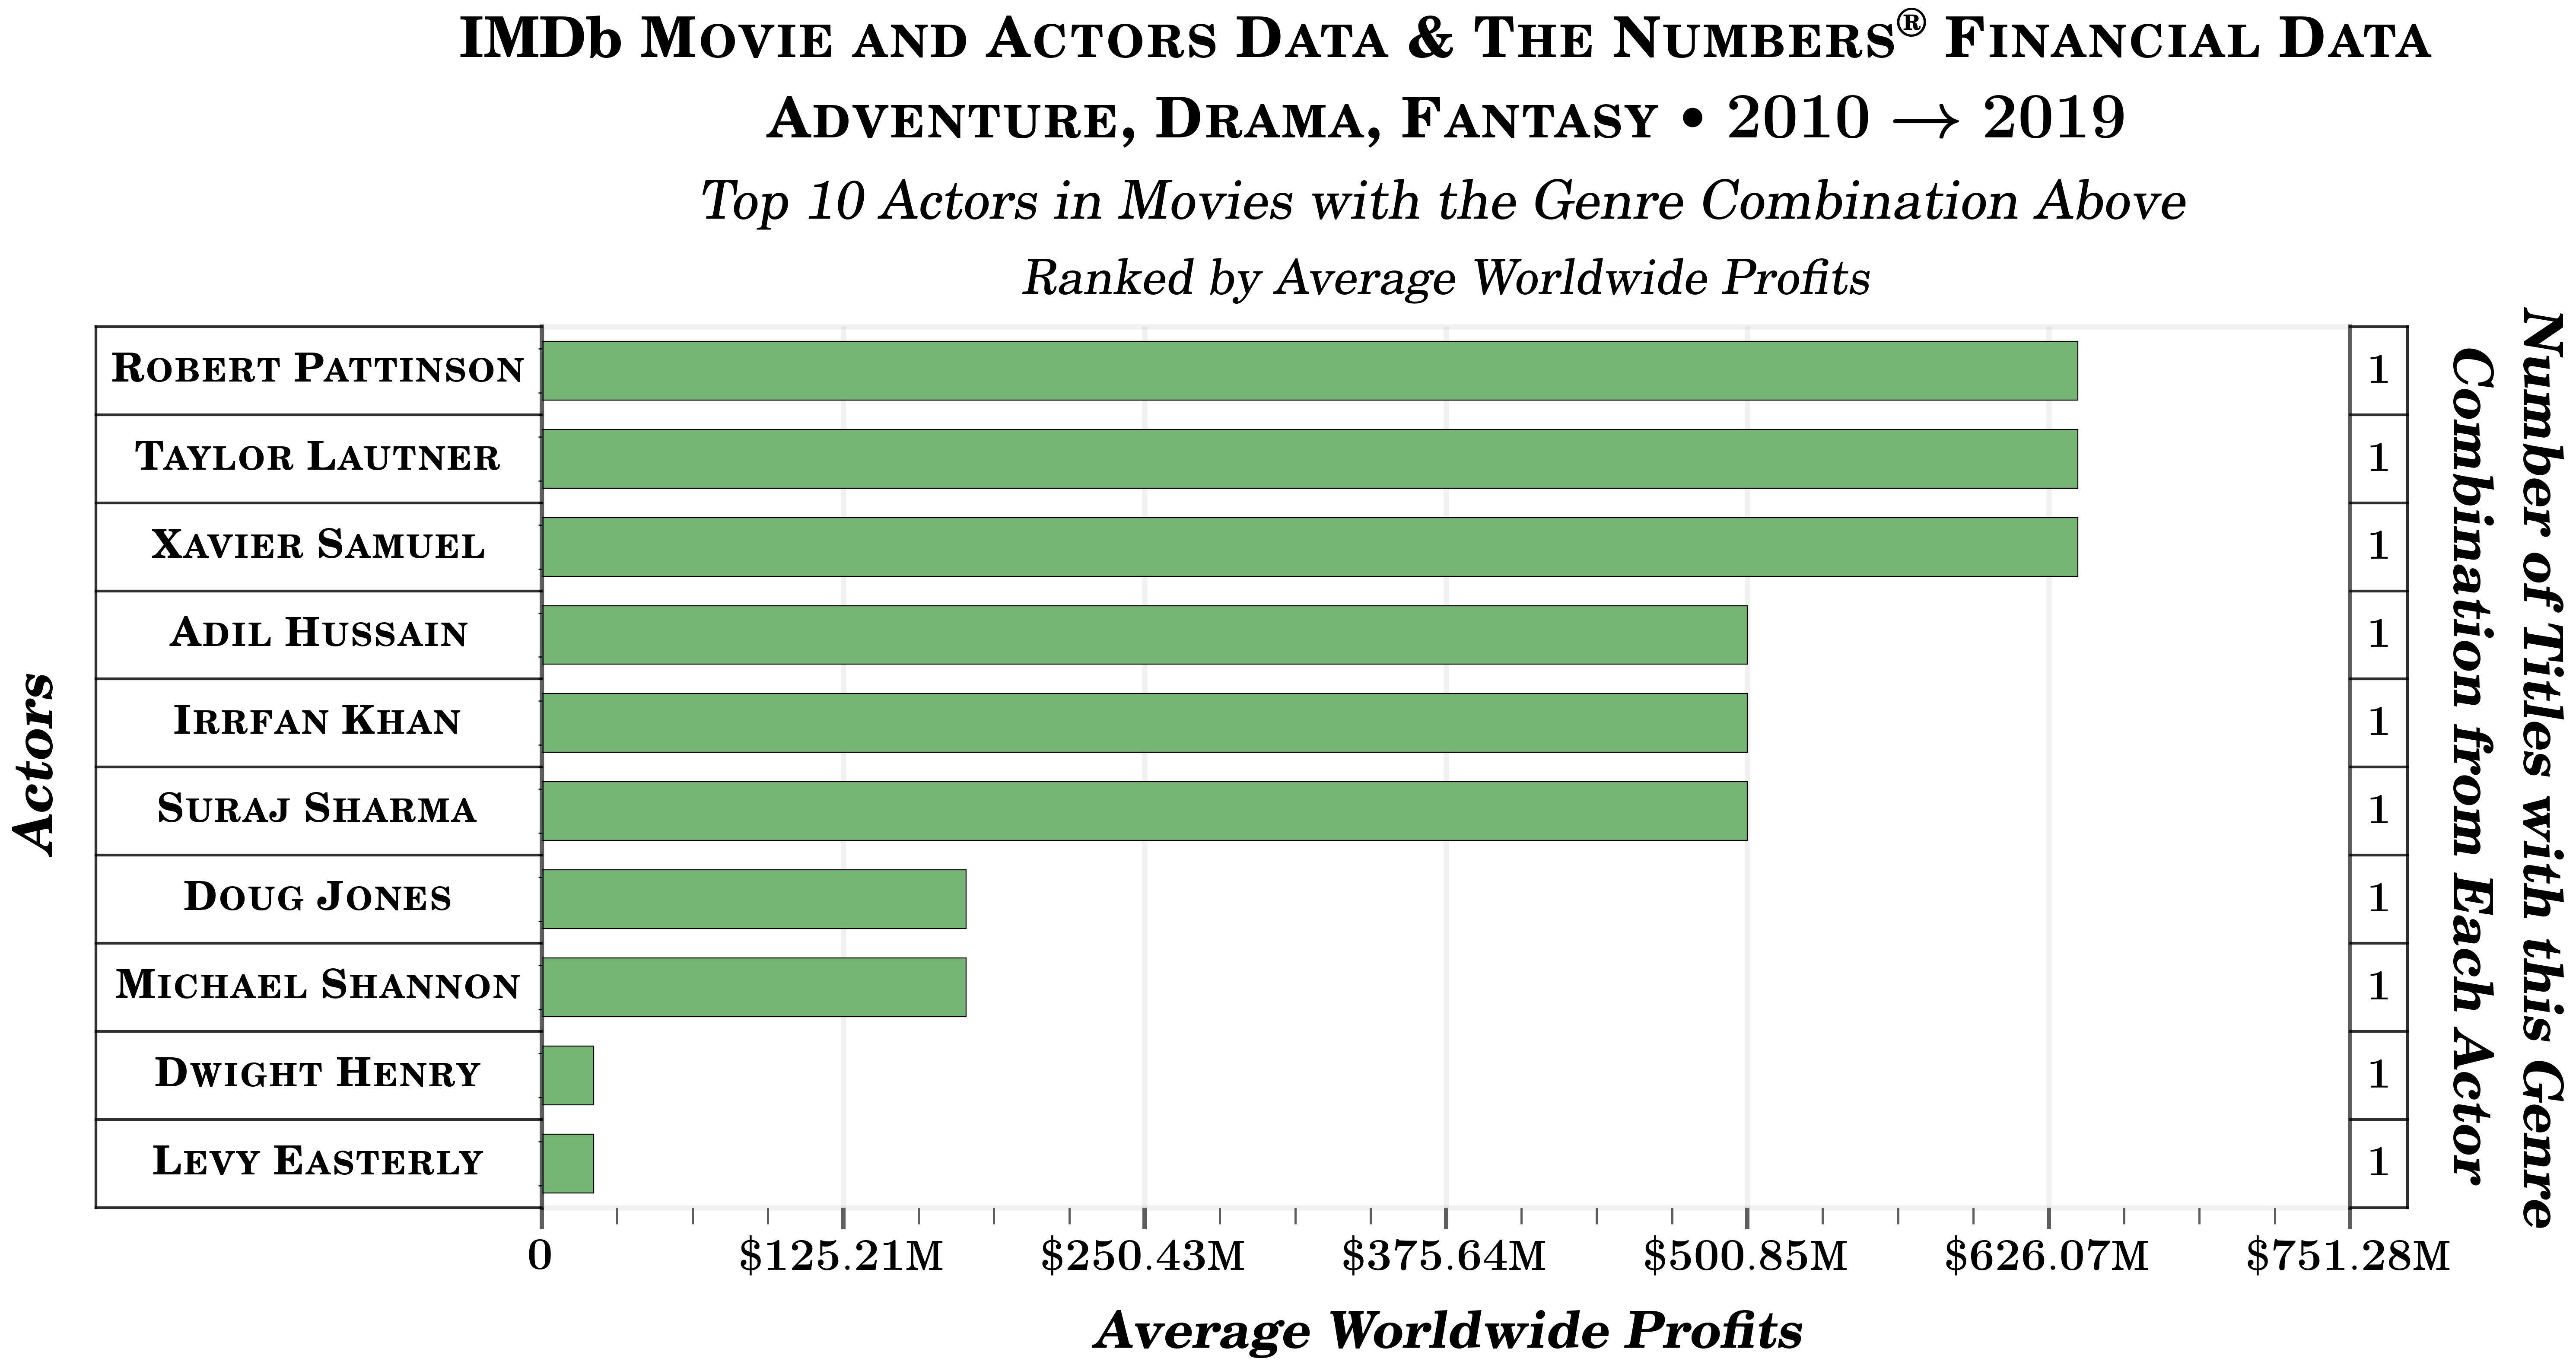 IMDb Movie and Actors Data & The Numbers® Financial Data
Adventure, Drama, Fantasy • 2010 → 2019
Top 10 Actors in Movies with the Genre Combination Above
Ranked by Average Worldwide Profits
Actors
Robert Pattinson 1
Taylor Lautner 1
Xavier Samuel 1
Adil Hussain 1
Irrfan Khan 1
Suraj Sharma 1
Doug Jones 1
Michael Shannon 1
Dwight Henry 1
Levy Easterly 1
Number of Titles with this Genre
Combination from Each Actor
0 $125.21M $250.43M $375.64M $500.85M $626.07M $751.28M
Average Worldwide Profits